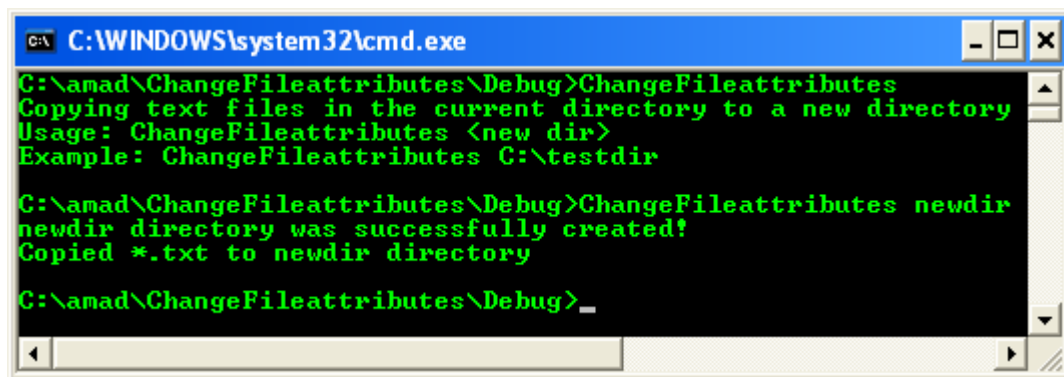 C:\WINDOWS\system32\cmd.exe
C:\amad\ChangeFileattributes\Debug>ChangeFileattributes
Copying text files in the current directory to a new directory
Usage: ChangeFileattributes <new dir>
Example: ChangeFileattributes C:\testdir
C:\amad\ChangeFileattributes\Debug>ChangeFileattributes newdir
newdir directory was successfully created!
Copied *.txt to newdir directory
C:\amad\ChangeFileattributes\Debug>_